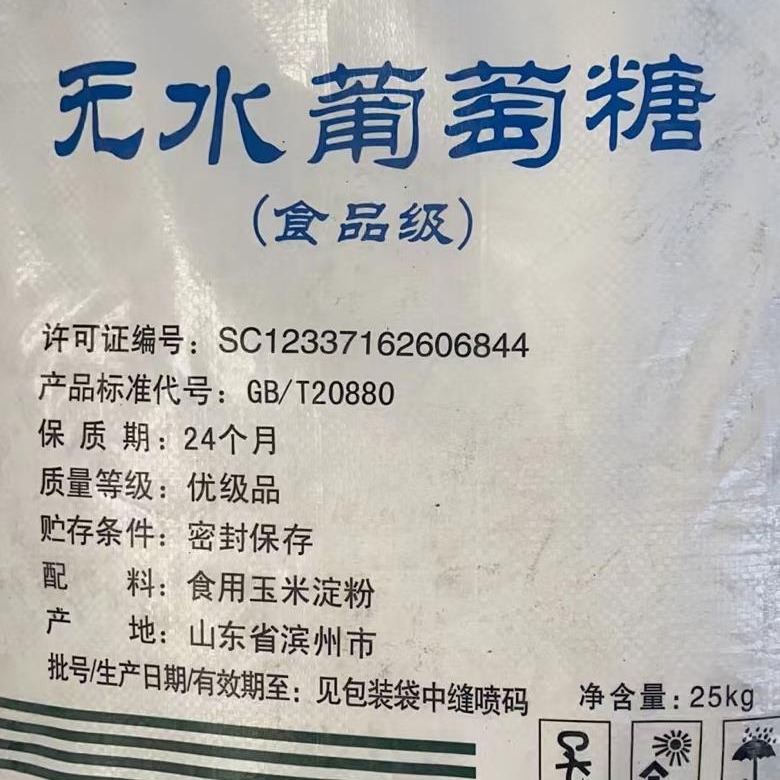 无水葡萄糖
(食品级)
许可证编号：SC12337162606844
产品标准代号：GB/T20880
保质期：24个月
质量等级：优级品
贮存条件：密封保存
配料：食用玉米淀粉
产地：山东省滨州市
批号/生产日期/有效期至：见包装袋中缝喷码 净含量：25kg